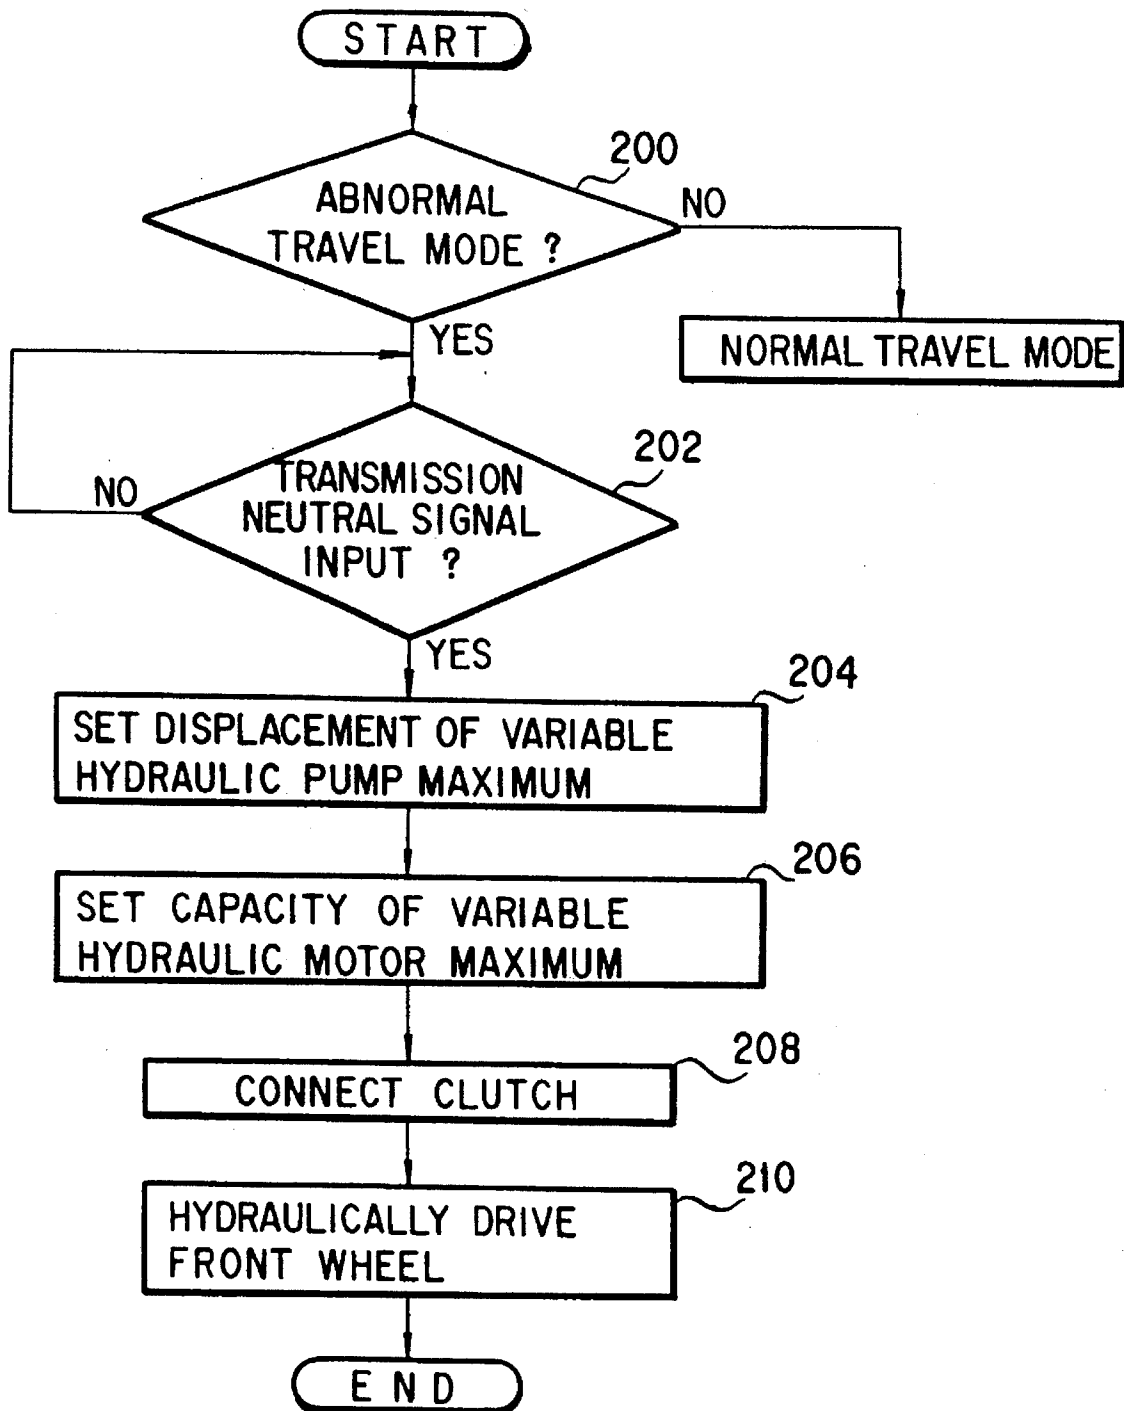 START
200
ABNORMAL
TRAVEL MODE ?
NO
YES
NORMAL TRAVEL MODE
202
TRANSMISSION
NEUTRAL SIGNAL
INPUT ?
NO
YES
204
SET DISPLACEMENT OF VARIABLE
HYDRAULIC PUMP MAXIMUM
206
SET CAPACITY OF VARIABLE
HYDRAULIC MOTOR MAXIMUM
208
CONNECT CLUTCH
210
HYDRAULICALLY DRIVE
FRONT WHEEL
END